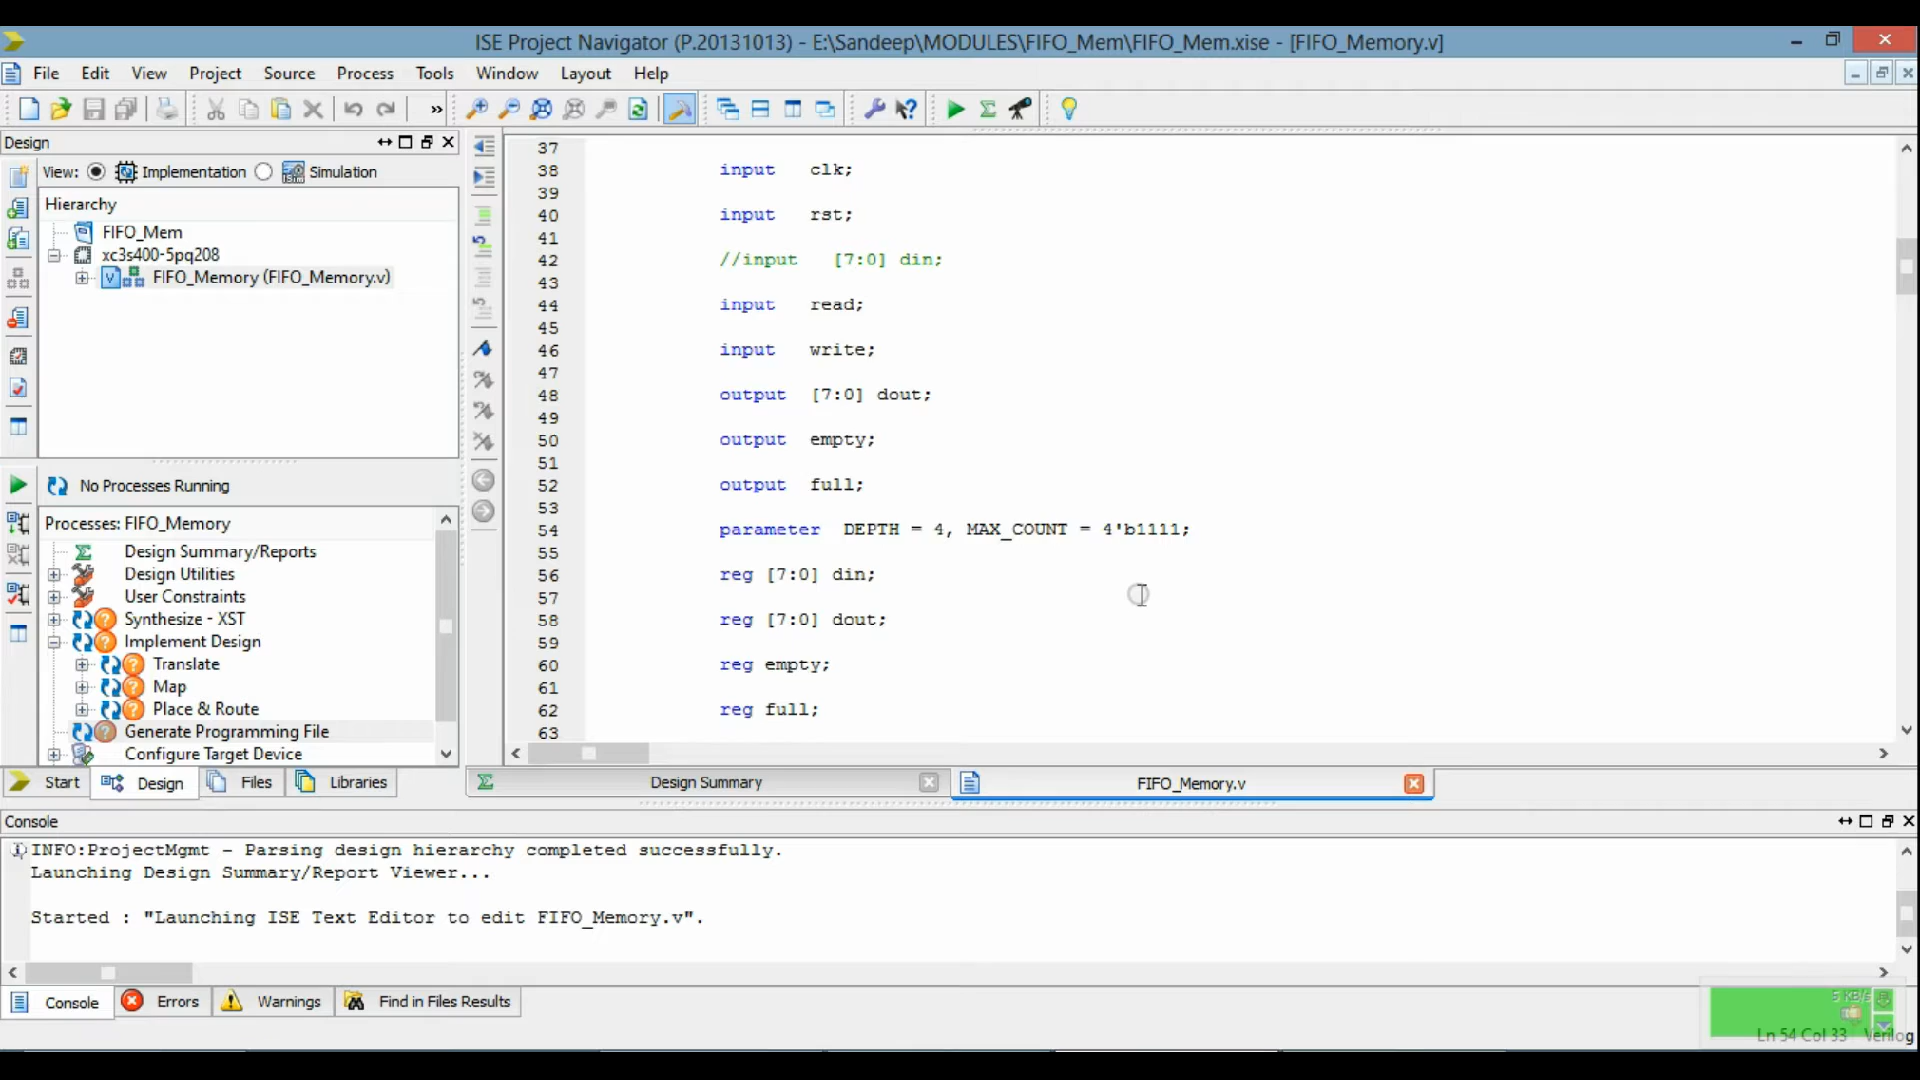 ISE Project Navigator (P.20131013) - E:\Sandeep\MODULES\FIFO_Mem\FIFO_Mem.xise - [FIFO_Memory.v]
File Edit View Project Source Process Tools Window Layout Help
Design
View: Implementation Simulation
Hierarchy
FIFO_Mem
xc3s400-5pq208
FIFO_Memory (FIFO_Memory.v)
No Processes Running
Processes: FIFO_Memory
Design Summary/Reports
Design Utilities
User Constraints
Synthesize - XST
Implement Design
Translate
Map
Place & Route
Generate Programming File
Configure Target Device
Start Design Files Libraries
37
38 input clk;
39
40 input rst;
41
42 //input [7:0] din;
43
44 input read;
45
46 input write;
47
48 output [7:0] dout;
49
50 output empty;
51
52 output full;
53
54 parameter DEPTH = 4, MAX_COUNT = 4'b1111;
55
56 reg [7:0] din;
57
58 reg [7:0] dout;
59
60 reg empty;
61
62 reg full;
63
Design Summary FIFO_Memory.v
Console
INFO:ProjectMgmt - Parsing design hierarchy completed successfully.
Launching Design Summary/Report Viewer...
Started : "Launching ISE Text Editor to edit FIFO_Memory.v".
Console Errors Warnings Find in Files Results
5 KB/s
Ln 54 Col 33 Verilog